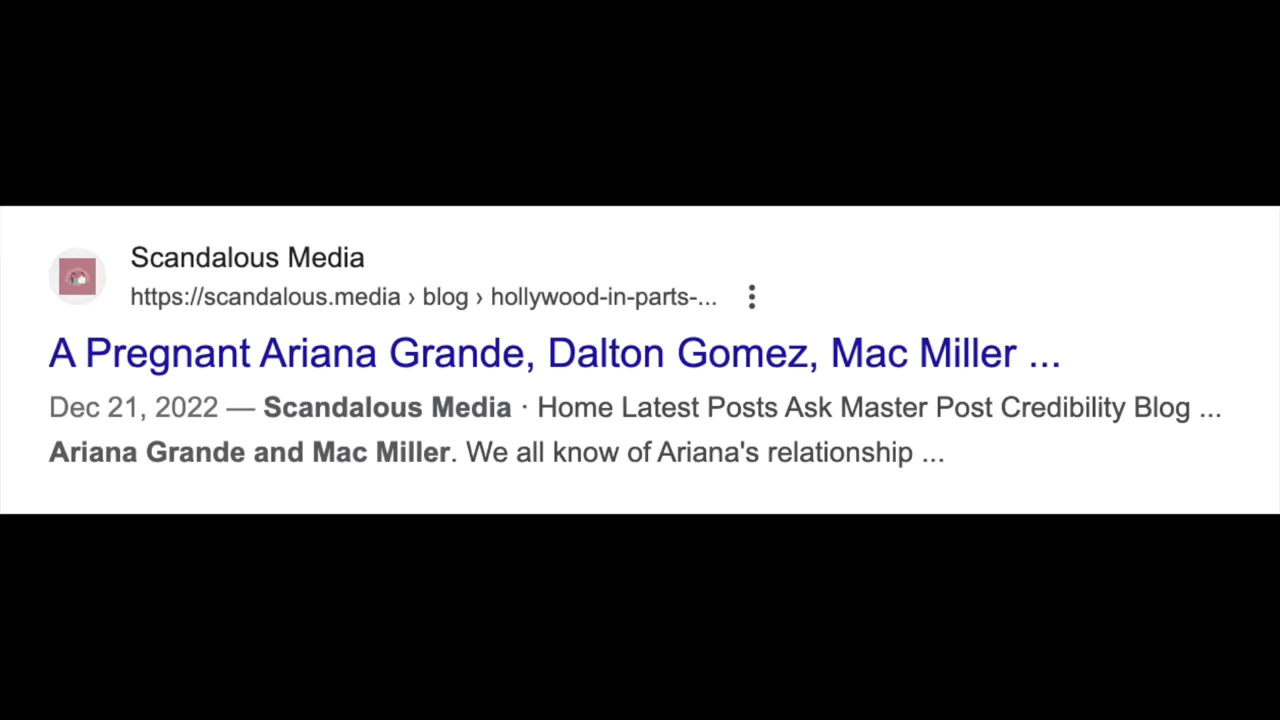 Scandalous Media
https://scandalous.media › blog › hollywood-in-parts-...
A Pregnant Ariana Grande, Dalton Gomez, Mac Miller ...
Dec 21, 2022 — Scandalous Media · Home Latest Posts Ask Master Post Credibility Blog ...
Ariana Grande and Mac Miller. We all know of Ariana's relationship ...